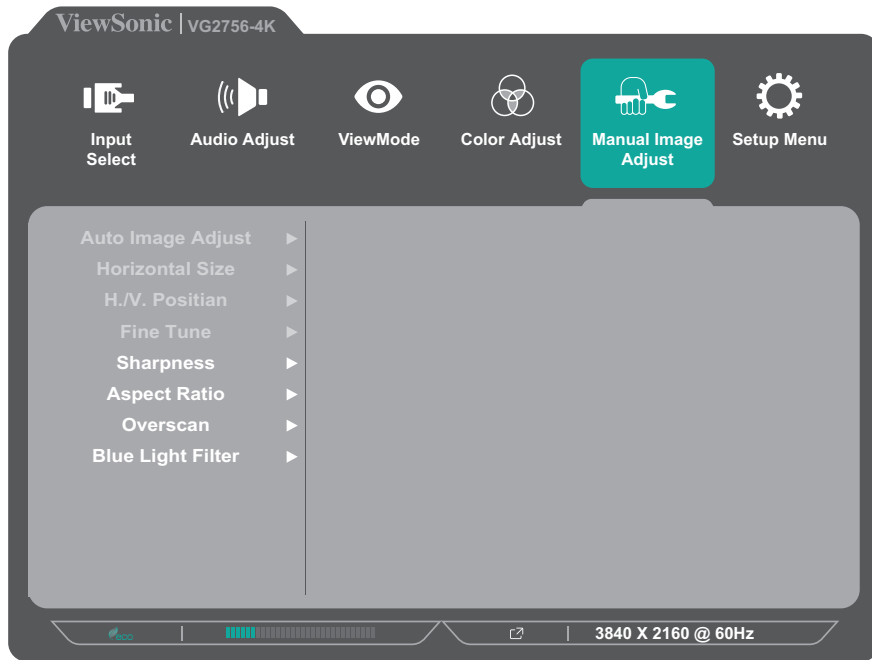 ViewSonic | VG2756-4K
Input
Select
Audio Adjust
ViewMode
Color Adjust
Manual Image
Adjust
Setup Menu
Auto Image Adjust
Horizontal Size
H./V. Positian
Fine Tune
Sharpness
Aspect Ratio
Overscan
Blue Light Filter
eco
3840 X 2160 @ 60Hz